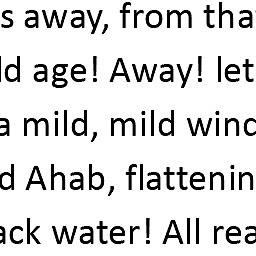 s away, from tha
ld age! Away! let
a mild, mild winc
d Ahab, flattenin
ack water! All rea